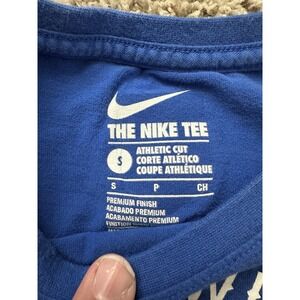 THE NIKE TEE
S
ATHLETIC CUT
CORTE ATLÉTICO
COUPE ATHLÉTIQUE
S P CH
PREMIUM FINISH
ACABADO PREMIUM
ACABAMENTO PREMIUM